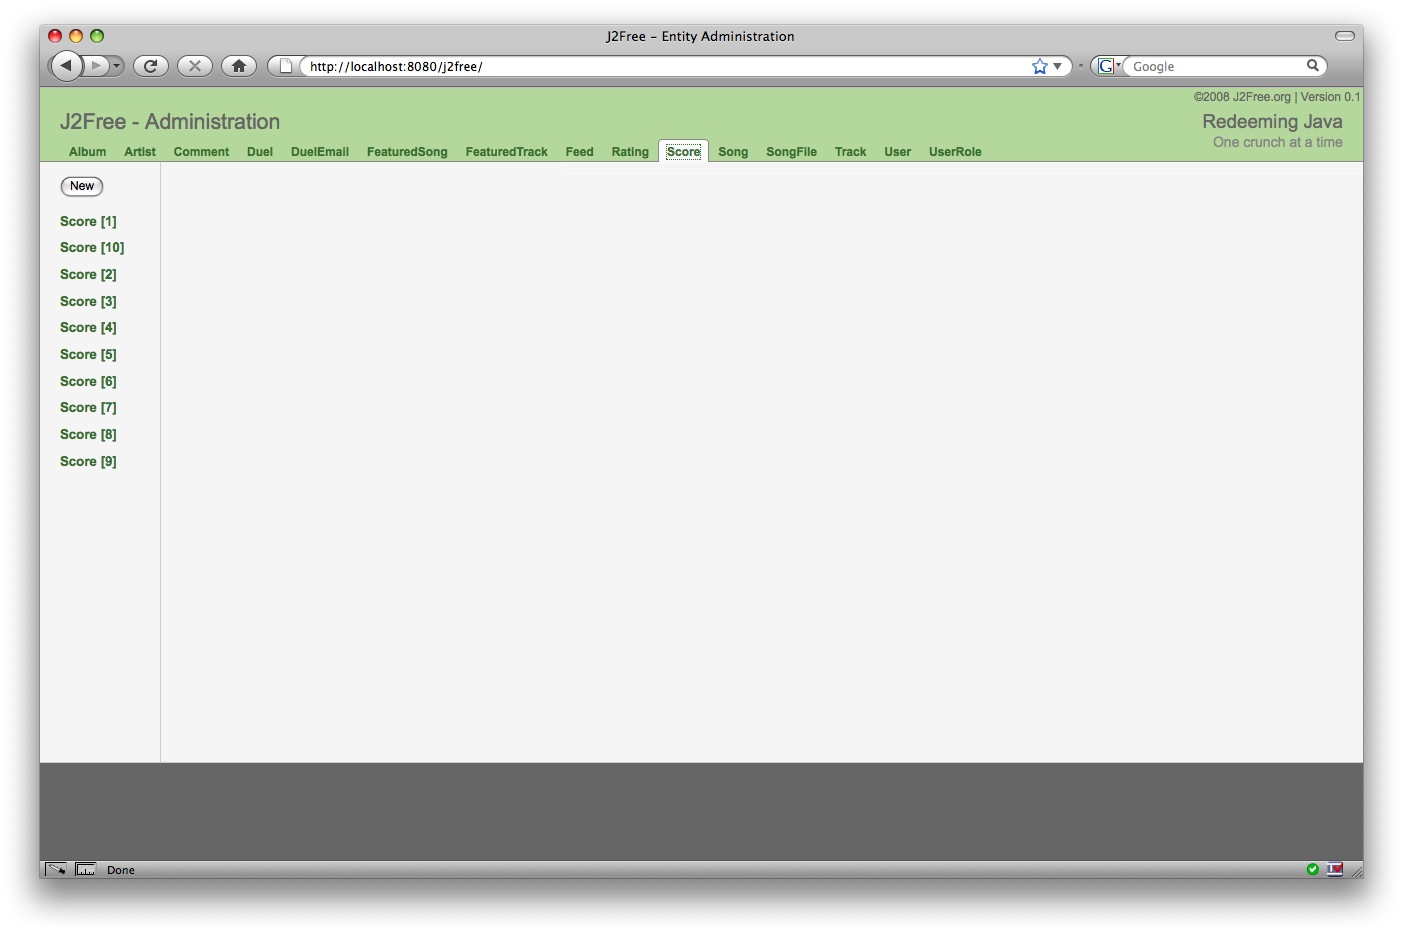 J2Free – Entity Administration
http://localhost:8080/j2free/
Google
©2008 J2Free.org | Version 0.1
J2Free - Administration
Redeeming Java
One crunch at a time
Album Artist Comment Duel DuelEmail FeaturedSong FeaturedTrack Feed Rating Score Song SongFile Track User UserRole
New
Score [1]
Score [10]
Score [2]
Score [3]
Score [4]
Score [5]
Score [6]
Score [7]
Score [8]
Score [9]
Done